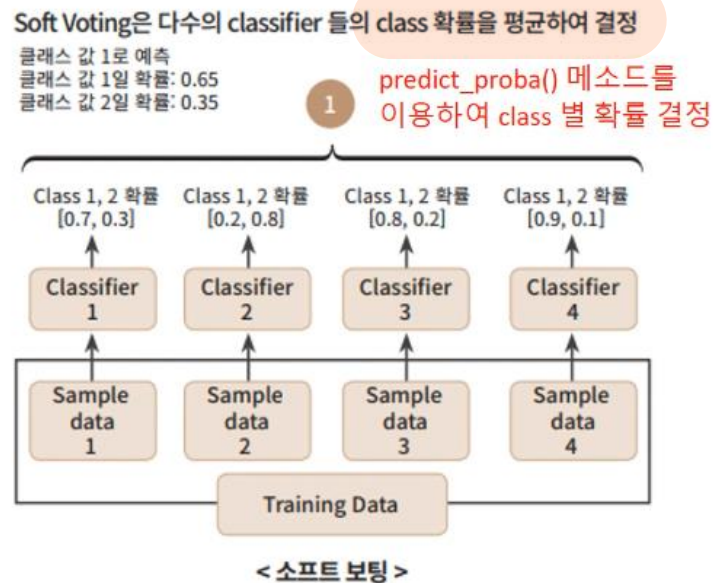 Soft Voting은 다수의 classifier 들의 class 확률을 평균하여 결정
클래스 값 1로 예측
클래스 값 1일 확률: 0.65
클래스 값 2일 확률: 0.35
1
predict_proba() 메소드를
이용하여 class 별 확률 결정
Class 1, 2 확률 Class 1, 2 확률 Class 1, 2 확률 Class 1, 2 확률
[0.7, 0.3] [0.2, 0.8] [0.8, 0.2] [0.9, 0.1]
Classifier Classifier Classifier Classifier
1 2 3 4
Sample Sample Sample Sample
data data data data
1 2 3 4
Training Data
< 소프트 보팅 >